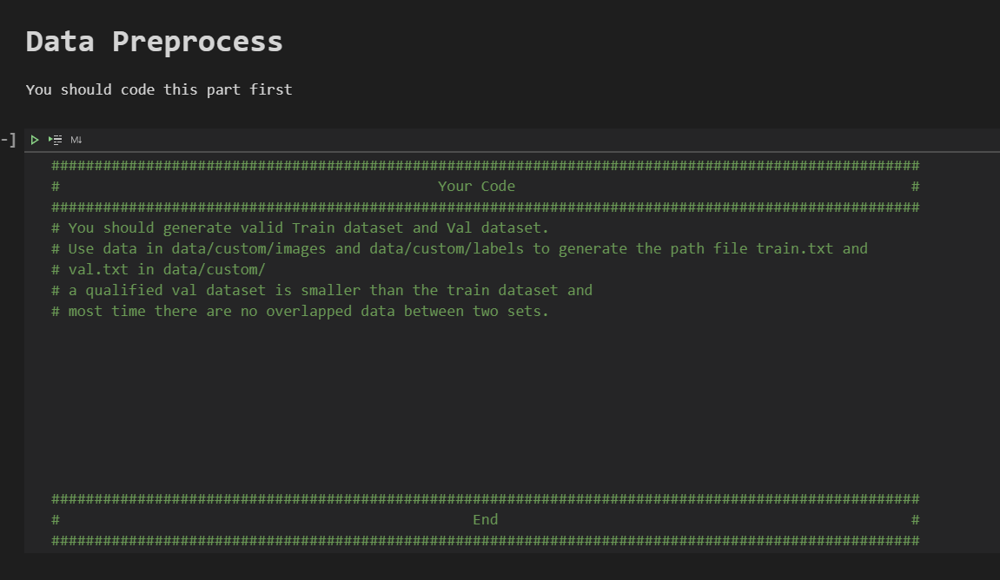 Data Preprocess
You should code this part first
-] M↓
#####################################################################################################
# Your Code #
#####################################################################################################
# You should generate valid Train dataset and Val dataset.
# Use data in data/custom/images and data/custom/labels to generate the path file train.txt and
# val.txt in data/custom/
# a qualified val dataset is smaller than the train dataset and
# most time there are no overlapped data between two sets.
#####################################################################################################
# End #
#####################################################################################################